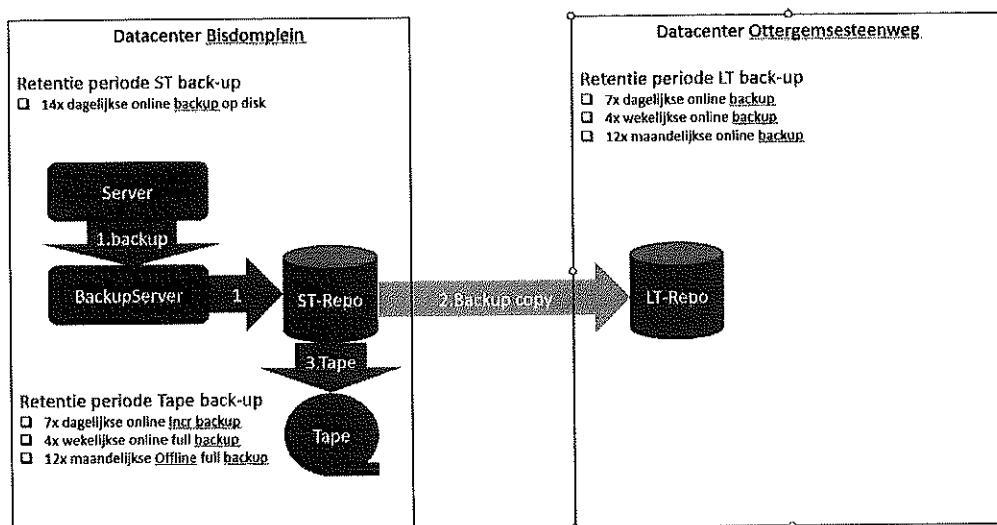 Datacenter Bisdomplein
Retentie periode ST back-up
14x dagelijkse online backup op disk
Server
1.backup
BackupServer
1
ST-Repo
3.Tape
Tape
Retentie periode Tape back-up
7x dagelijkse online Incr backup
4x wekelijkse online full backup
12x maandelijkse Offline full backup
2.Backup copy
Datacenter Ottergemsesteenweg
Retentie periode LT back-up
7x dagelijkse online backup
4x wekelijkse online backup
12x maandelijkse online backup
LT-Rebo